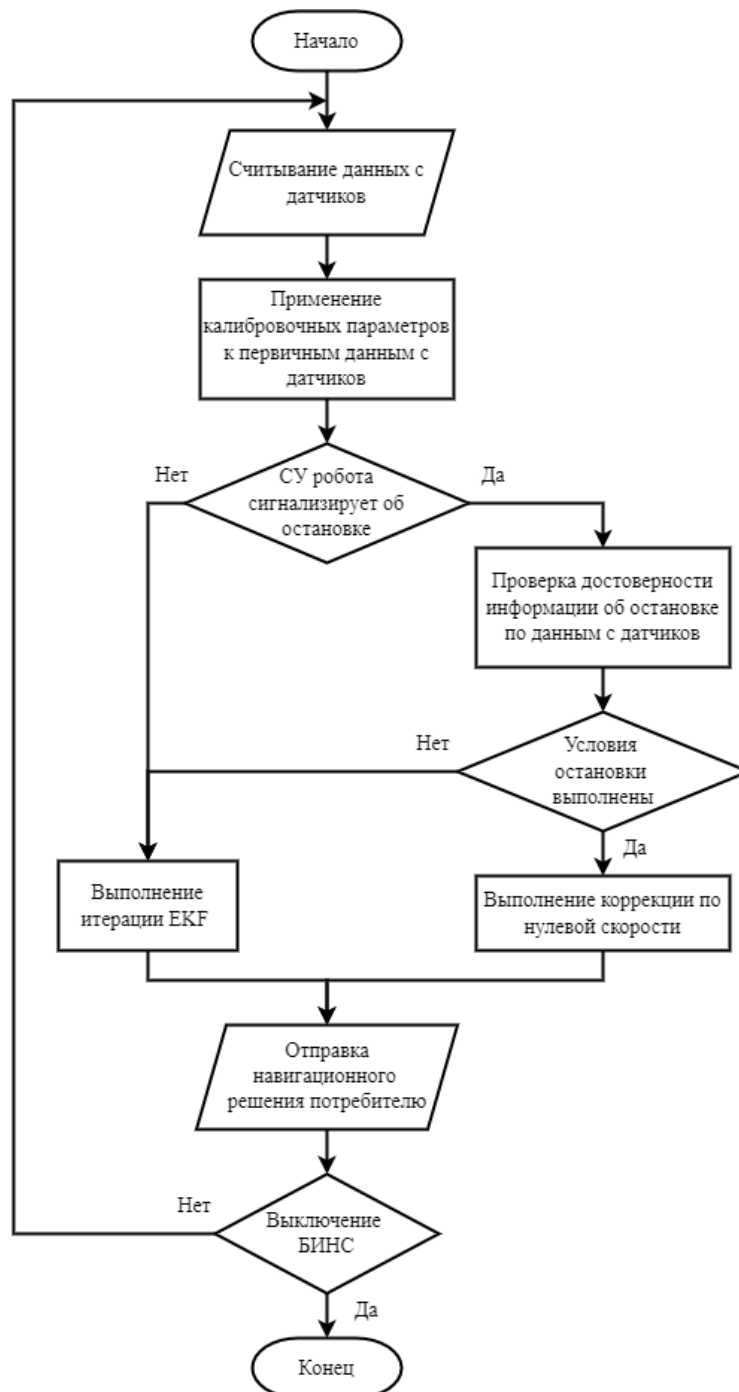 Начало
Считывание данных с
датчиков
Применение
калибровочных параметров
к первичным данным с
датчиков
Нет
СУ робота
сигнализирует об
остановке
Да
Проверка достоверности
информации об остановке
по данным с датчиков
Нет
Условия
остановки
выполнены
Да
Выполнение
итерации EKF
Выполнение коррекции по
нулевой скорости
Отправка
навигационного
решения потребителю
Нет
Выключение
БИНС
Да
Конец